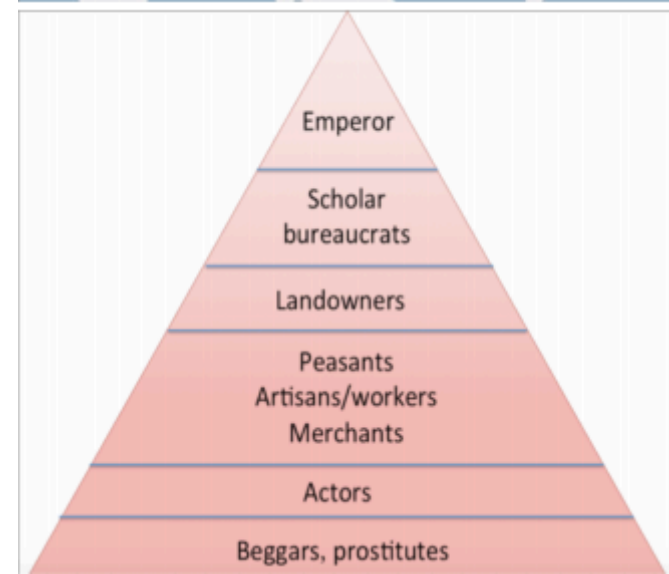 Emperor
Scholar
bureaucrats
Landowners
Peasants
Artisans/workers
Merchants
Actors
Beggars, prostitutes